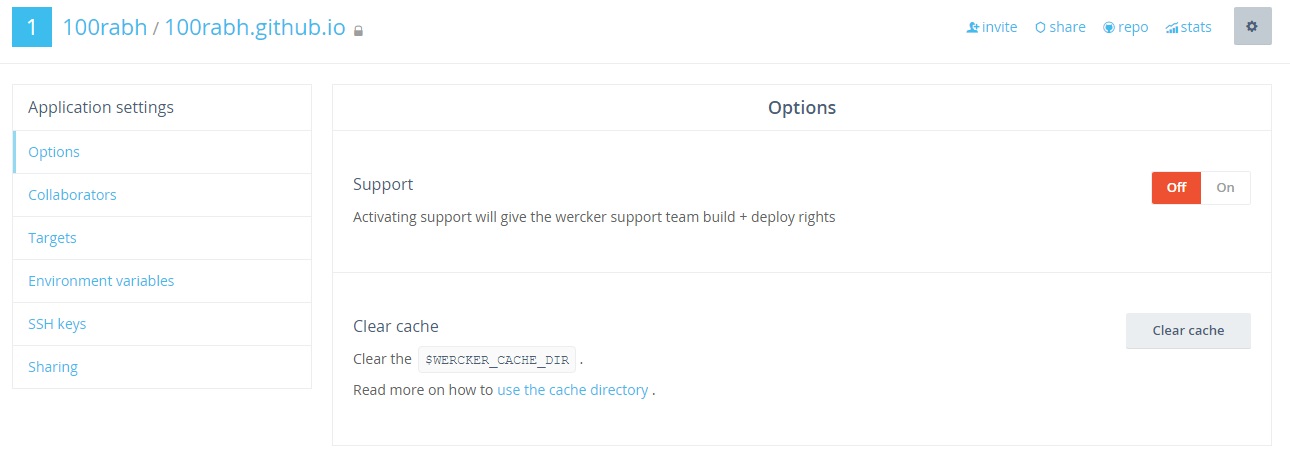 1 100rabh / 100rabh.github.io invite share repo stats
Application settings
Options
Collaborators
Targets
Environment variables
SSH keys
Sharing
Options
Support
Off On
Activating support will give the wercker support team build + deploy rights
Clear cache
Clear cache
Clear the $WERCKER_CACHE_DIR .
Read more on how to use the cache directory .